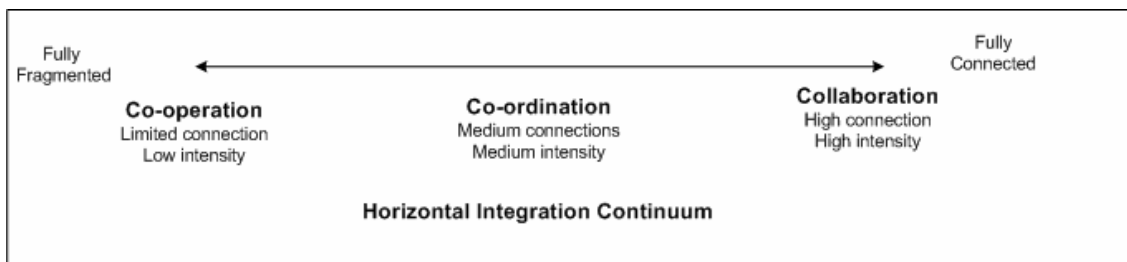 Fully
Fragmented
Fully
Connected
Co-operation
Limited connection
Low intensity
Co-ordination
Medium connections
Medium intensity
Collaboration
High connection
High intensity
Horizontal Integration Continuum